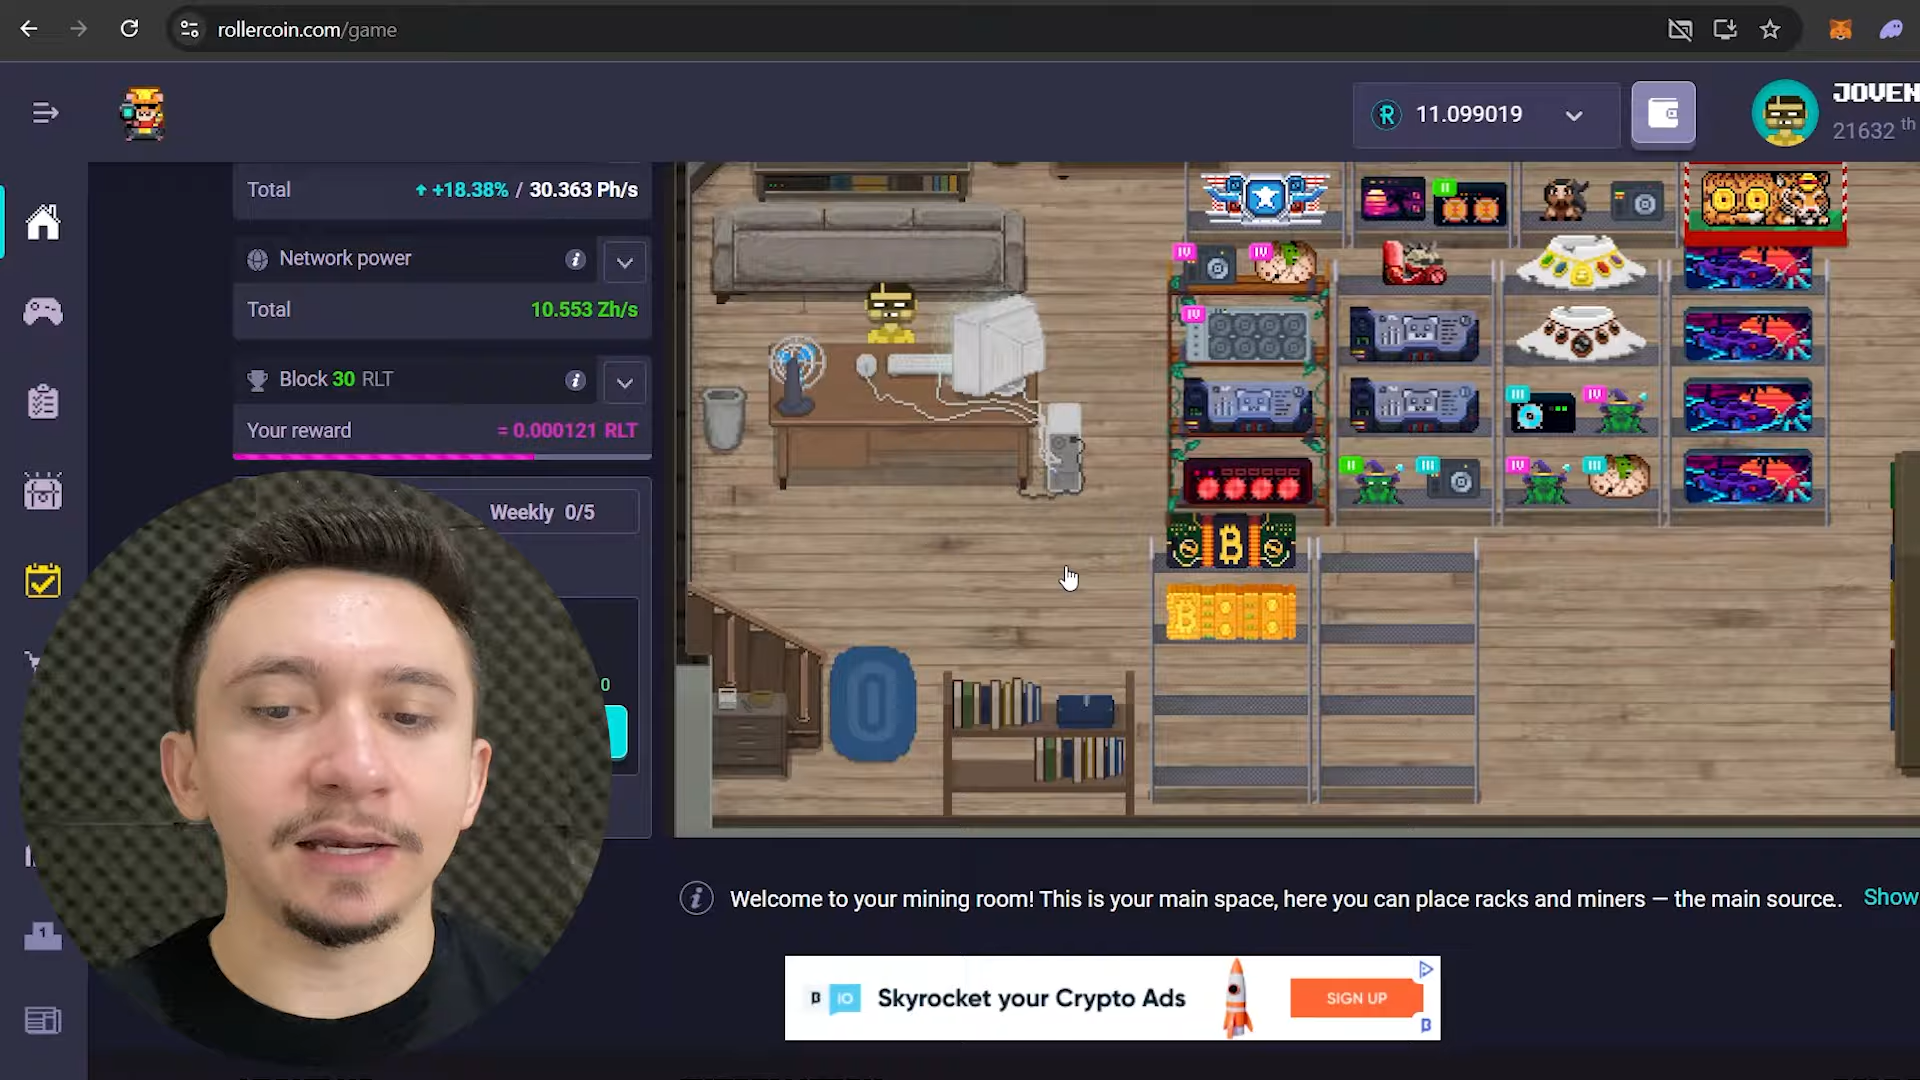 rollercoin.com/game
11.099019
JOVEN
21632 th
Total +18.38% / 30.363 Ph/s
Network power
Total 10.553 Zh/s
Block 30 RLT
Your reward = 0.000121 RLT
Weekly 0/5
0
Welcome to your mining room! This is your main space, here you can place racks and miners — the main source.. Show
IO Skyrocket your Crypto Ads SIGN UP